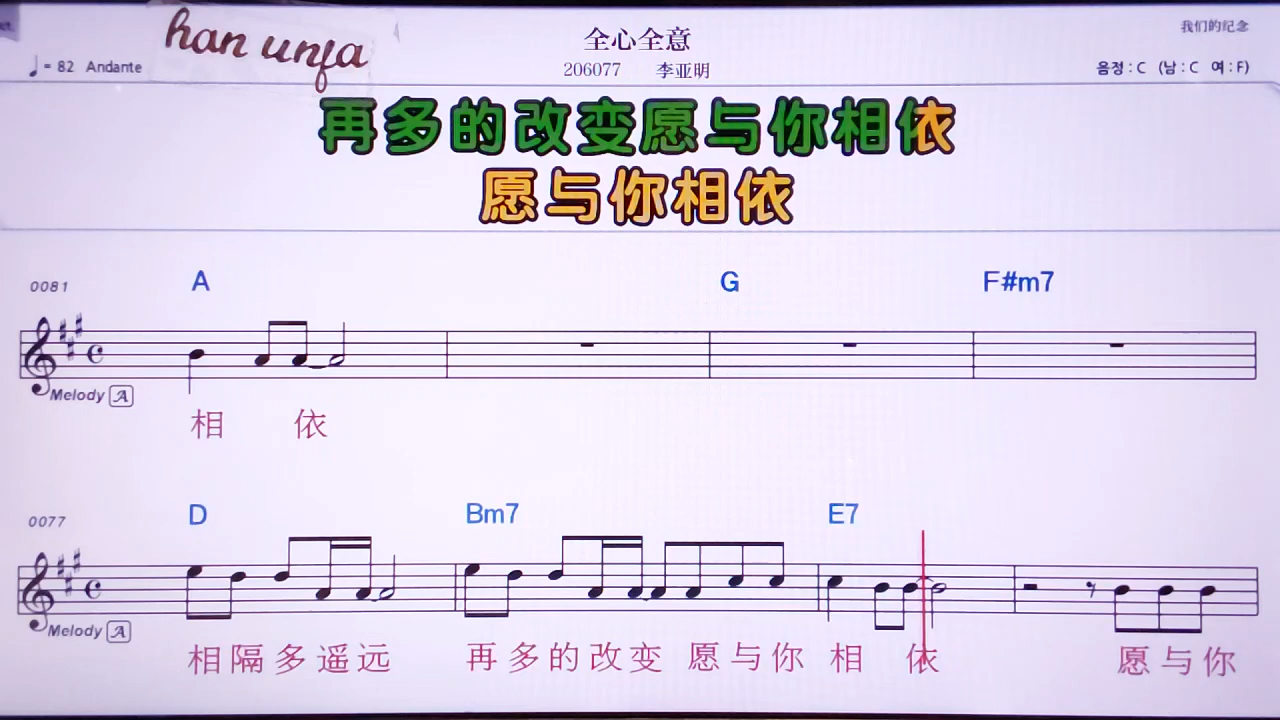 han unja
全心全意
我们的纪念
♩= 82 Andante
206077 李亚明
음정 : C (남 : C 여 : F)
再多的改变愿与你相依
愿与你相依
0081 A G F#m7
Melody A
相 依
0077 D Bm7 E7
Melody A
相隔多遥远 再多的改变 愿与你 相 依 愿与你